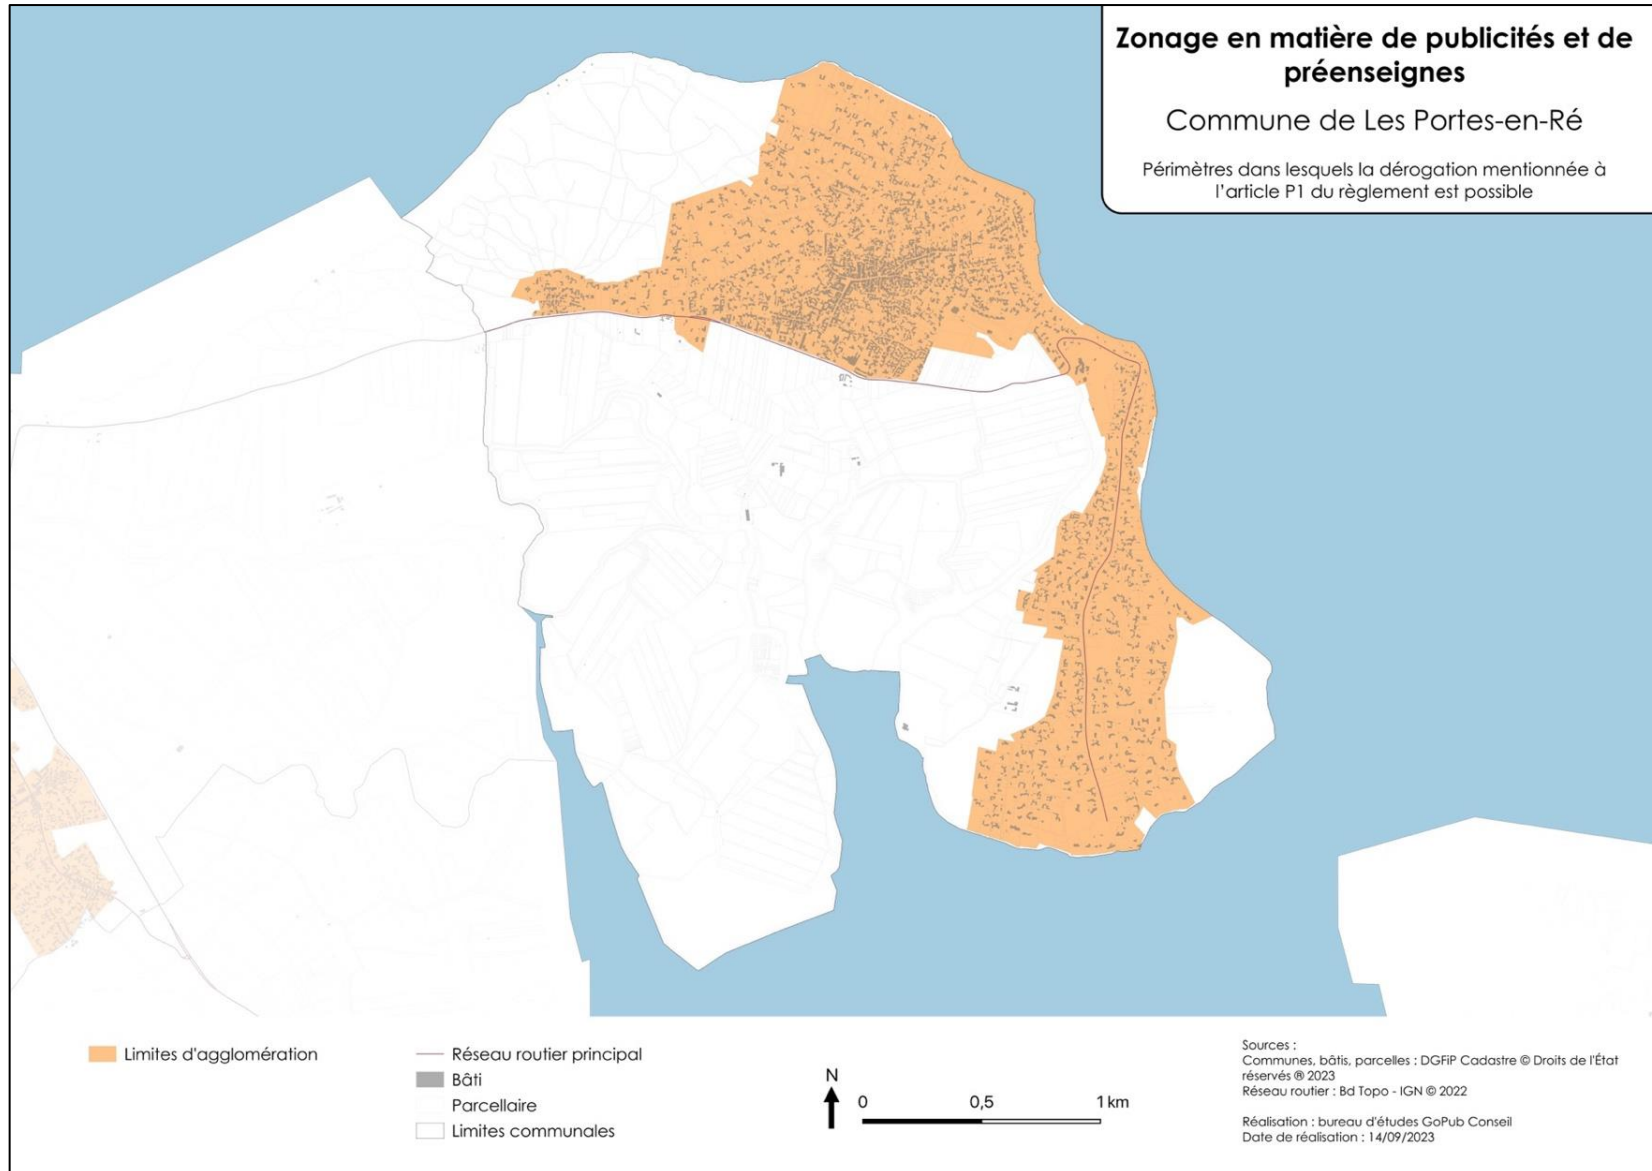 Zonage en matière de publicités et de
préenseignes
Commune de Les Portes-en-Ré
Périmètres dans lesquels la dérogation mentionnée à
l'article P1 du règlement est possible
Limites d'agglomération
Réseau routier principal
Bâti
Parcellaire
Limites communales
N
0 0,5 1 km
Sources :
Communes, bâtis, parcelles : DGFiP Cadastre © Droits de l'État
réservés ® 2023
Réseau routier : Bd Topo - IGN © 2022
Réalisation : bureau d'études GoPub Conseil
Date de réalisation : 14/09/2023